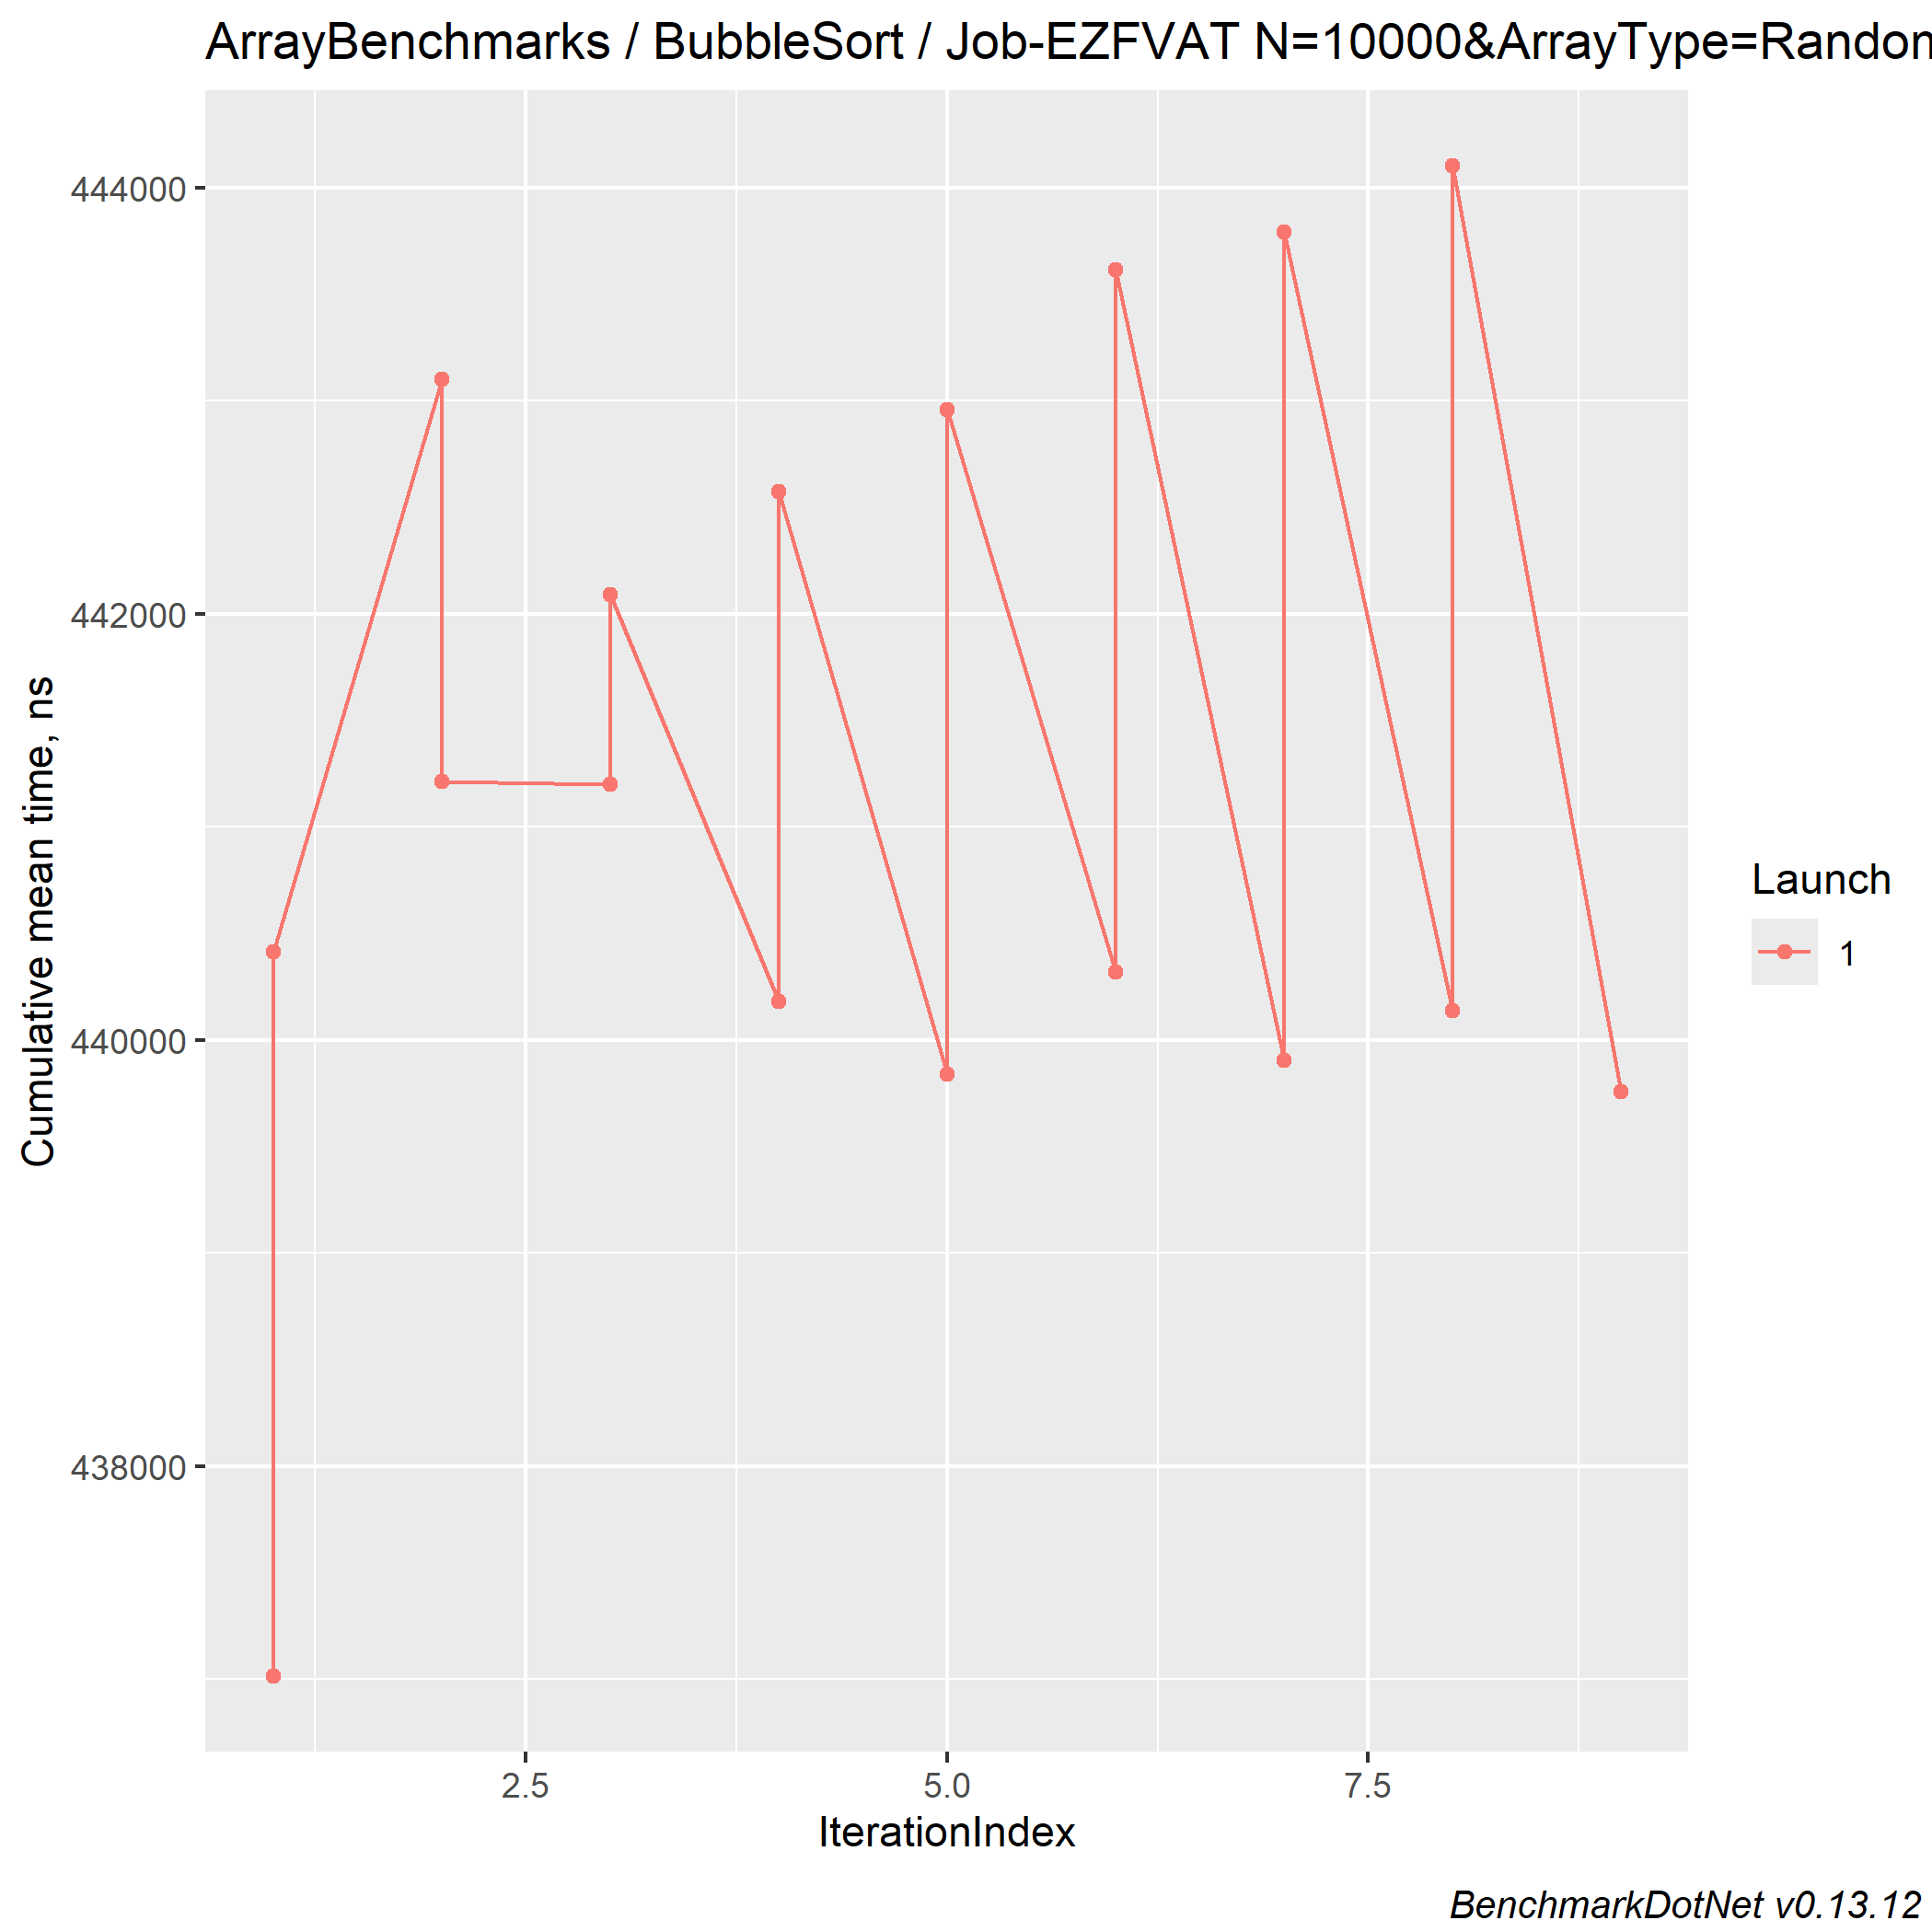 ArrayBenchmarks / BubbleSort / Job-EZFVAT N=10000&ArrayType=Random
Cumulative mean time, ns
444000
442000
440000
438000
2.5
5.0
7.5
IterationIndex
Launch
1
BenchmarkDotNet v0.13.12